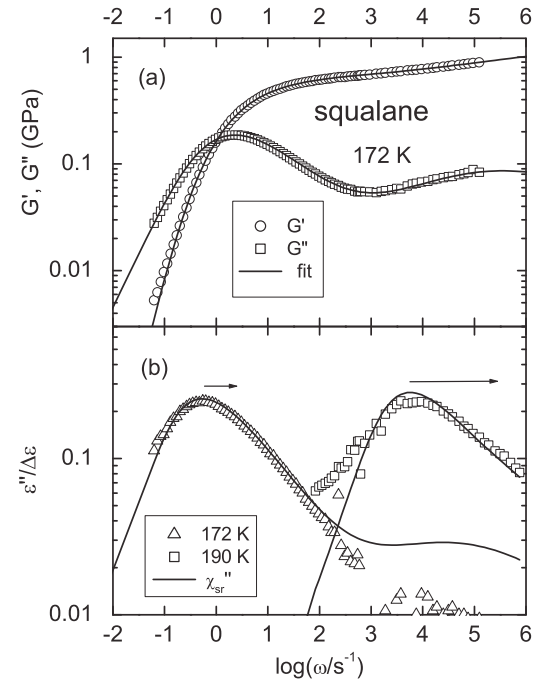 -2 -1 0 1 2 3 4 5 6
(a)
1
0.1
0.01
G', G" (GPa)
squalane
172 K
G'
G"
fit
(b)
0.1
0.01
ε''/Δε
172 K
190 K
χsr"
-2 -1 0 1 2 3 4 5 6
log(ω/s⁻¹)